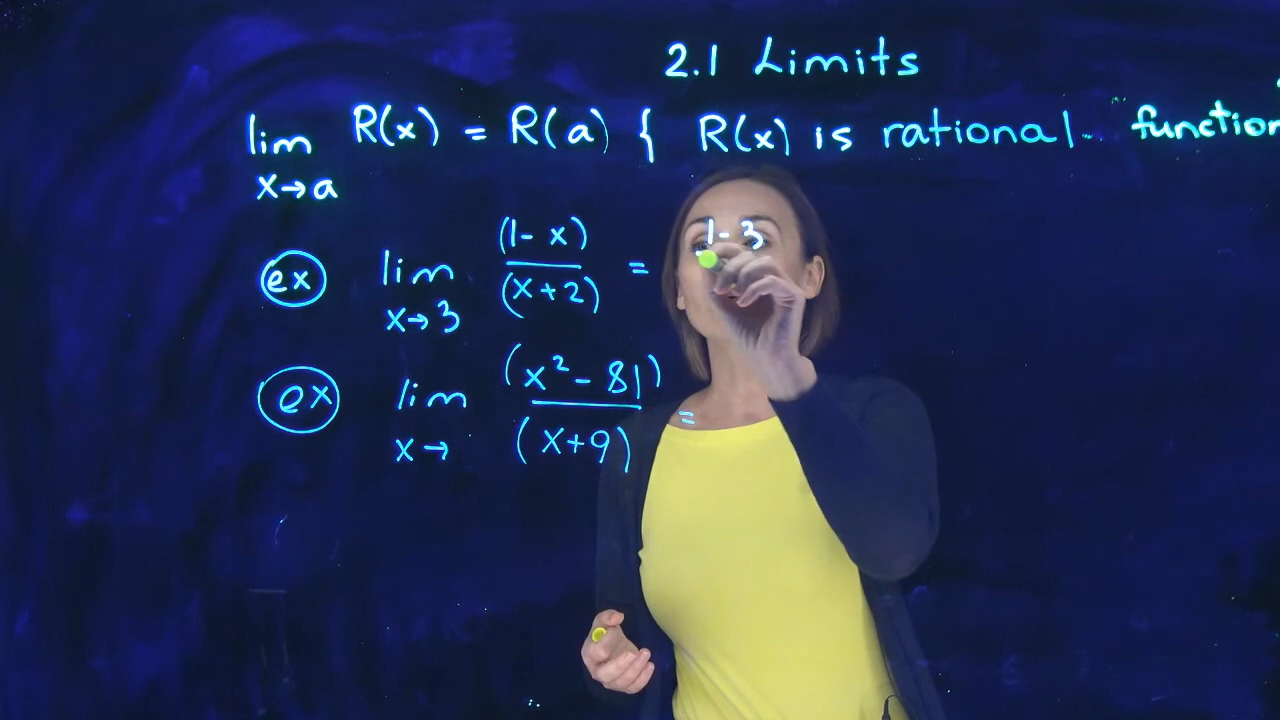 2.1 Limits
lim x→a R(x) = R(a) { R(x) is rational function
ex lim x→3 (1- x)/(x+2) = 1-3
ex lim x→ (x²-81)/(x+9) =